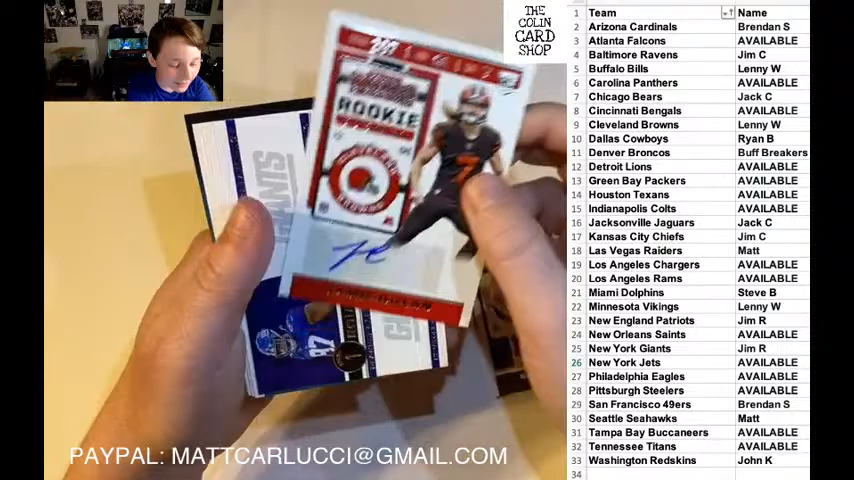 THE
COLIN
CARD
SHOP
ROOKIE
GIANTS
7
87
PAYPAL: MATTCARLUCCI@GMAIL.COM
1 Team Name
2 Arizona Cardinals Brendan S
3 Atlanta Falcons AVAILABLE
4 Baltimore Ravens Jim C
5 Buffalo Bills Lenny W
6 Carolina Panthers AVAILABLE
7 Chicago Bears Jack C
8 Cincinnati Bengals AVAILABLE
9 Cleveland Browns Lenny W
10 Dallas Cowboys Ryan B
11 Denver Broncos Buff Breakers
12 Detroit Lions AVAILABLE
13 Green Bay Packers AVAILABLE
14 Houston Texans AVAILABLE
15 Indianapolis Colts AVAILABLE
16 Jacksonville Jaguars Jack C
17 Kansas City Chiefs Jim C
18 Las Vegas Raiders Matt
19 Los Angeles Chargers AVAILABLE
20 Los Angeles Rams AVAILABLE
21 Miami Dolphins Steve B
22 Minnesota Vikings Lenny W
23 New England Patriots Jim R
24 New Orleans Saints AVAILABLE
25 New York Giants Jim R
26 New York Jets AVAILABLE
27 Philadelphia Eagles AVAILABLE
28 Pittsburgh Steelers AVAILABLE
29 San Francisco 49ers Brendan S
30 Seattle Seahawks Matt
31 Tampa Bay Buccaneers AVAILABLE
32 Tennessee Titans AVAILABLE
33 Washington Redskins John K
34